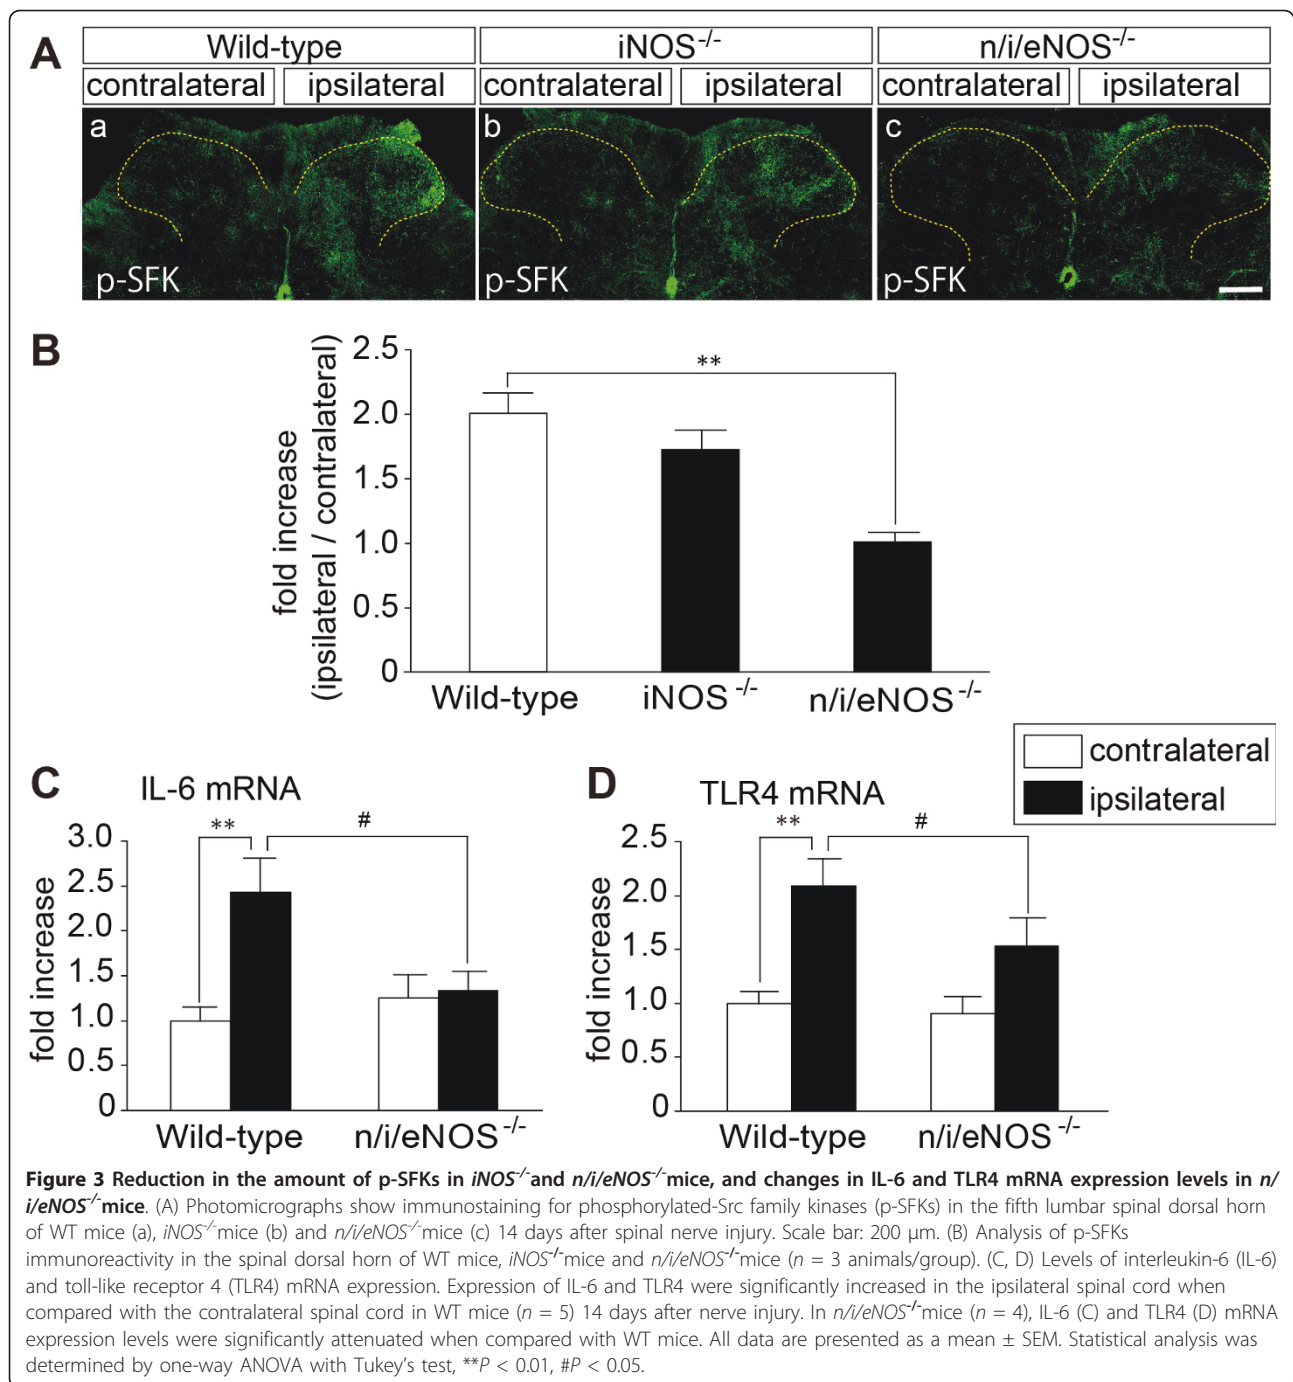 A
Wild-type
iNOS-/-
n/i/eNOS-/-
contralateral
ipsilateral
contralateral
ipsilateral
contralateral
ipsilateral
a
b
c
p-SFK
p-SFK
p-SFK
B
fold increase
(ipsilateral / contralateral)
2.5
2.0
1.5
1.0
0.5
0
**
Wild-type
iNOS -/-
n/i/eNOS-/-
contralateral
ipsilateral
C
IL-6 mRNA
fold increase
3.0
2.5
2.0
1.5
1.0
0.5
0
**
#
Wild-type
n/i/eNOS-/-
D
TLR4 mRNA
fold increase
2.5
2.0
1.5
1.0
0.5
0
**
#
Wild-type
n/i/eNOS-/-
Figure 3 Reduction in the amount of p-SFKs in iNOS-/-and n/i/eNOS-/-mice, and changes in IL-6 and TLR4 mRNA expression levels in n/
i/eNOS-/-mice. (A) Photomicrographs show immunostaining for phosphorylated-Src family kinases (p-SFKs) in the fifth lumbar spinal dorsal horn
of WT mice (a), iNOS-/-mice (b) and n/i/eNOS-/-mice (c) 14 days after spinal nerve injury. Scale bar: 200 μm. (B) Analysis of p-SFKs
immunoreactivity in the spinal dorsal horn of WT mice, iNOS-/-mice and n/i/eNOS-/-mice (n = 3 animals/group). (C, D) Levels of interleukin-6 (IL-6)
and toll-like receptor 4 (TLR4) mRNA expression. Expression of IL-6 and TLR4 were significantly increased in the ipsilateral spinal cord when
compared with the contralateral spinal cord in WT mice (n = 5) 14 days after nerve injury. In n/i/eNOS-/-mice (n = 4), IL-6 (C) and TLR4 (D) mRNA
expression levels were significantly attenuated when compared with WT mice. All data are presented as a mean ± SEM. Statistical analysis was
determined by one-way ANOVA with Tukey's test, **P < 0.01, #P < 0.05.